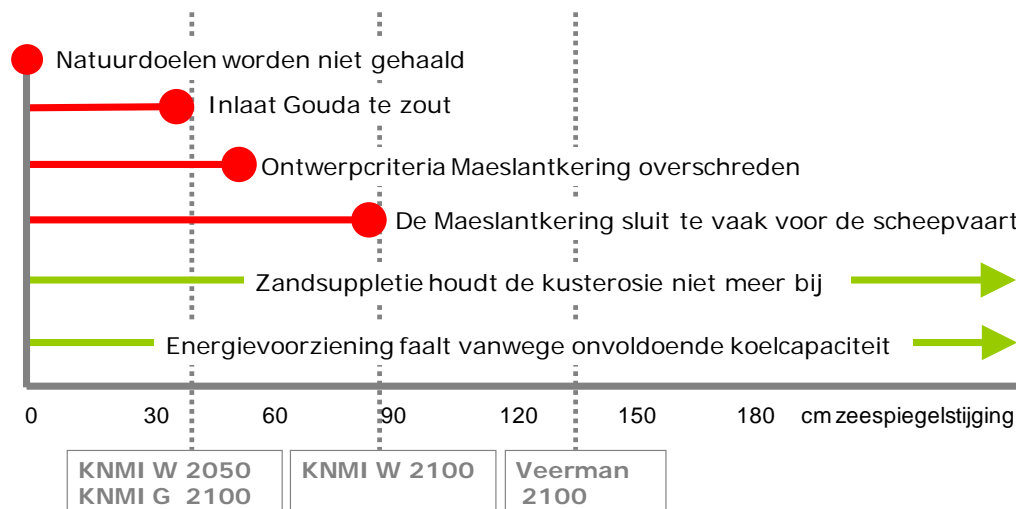 Natuurdoelen worden niet gehaald
Inlaat Gouda te zout
Ontwerpcriteria Maeslantkering overschreden
De Maeslantkering sluit te vaak voor de scheepvaart
Zandsuppletie houdt de kusterosie niet meer bij
Energievoorziening faalt vanwege onvoldoende koelcapaciteit
0 30 60 90 120 150 180 cm zeespiegelstijging
KNMI W 2050
KNMI G 2100
KNMI W 2100
Veerman
2100